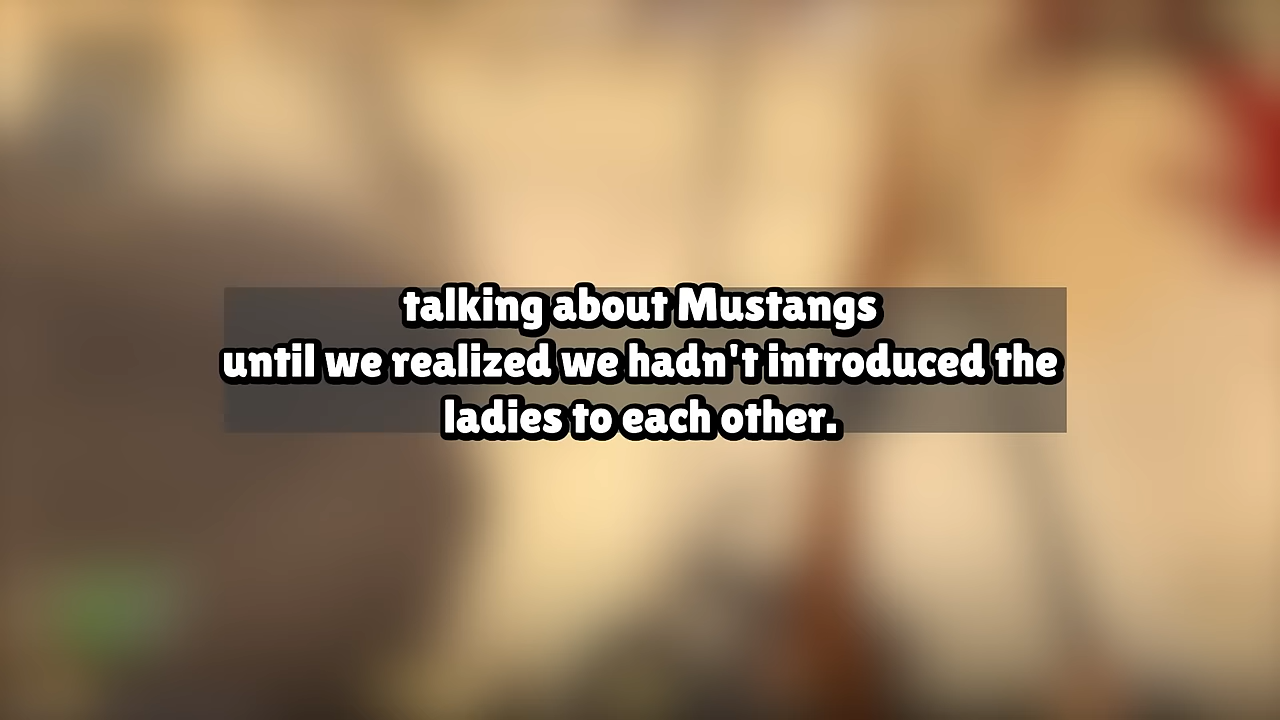 talking about Mustangs
until we realized we hadn't introduced the
ladies to each other.